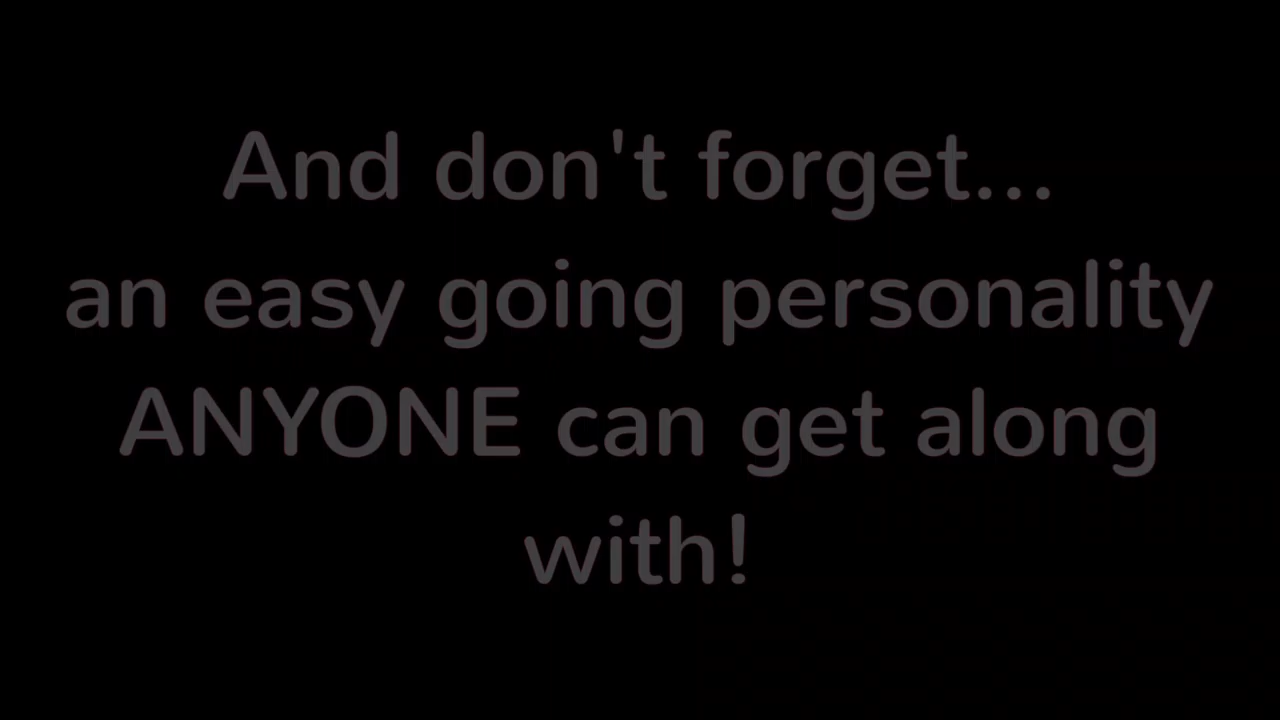 And don't forget...
an easy going personality
ANYONE can get along
with!